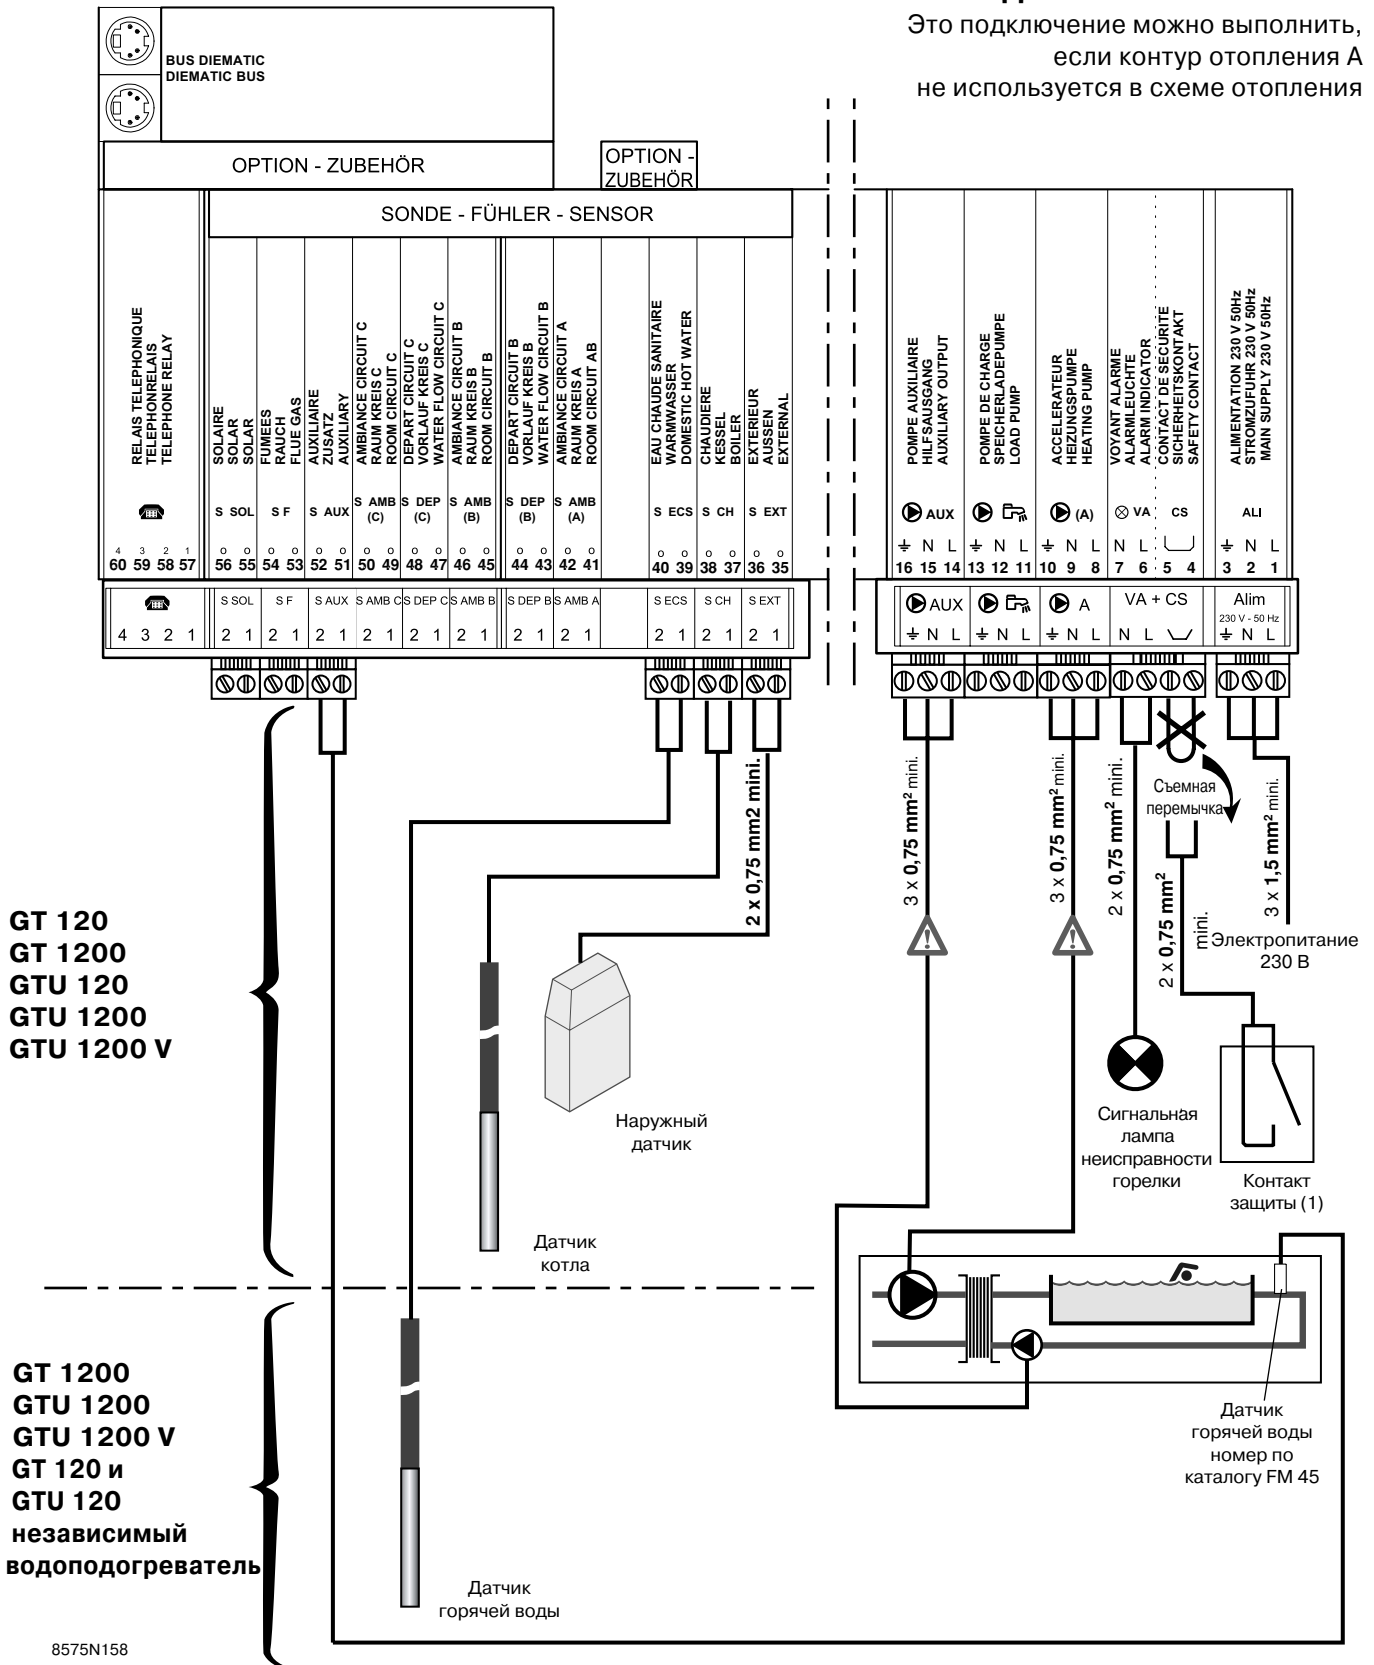 Это подключение можно выполнить,
если контур отопления А
не используется в схеме отопления
BUS DIEMATIC
DIEMATIC BUS
OPTION - ZUBEHÖR
OPTION -
ZUBEHÖR
SONDE - FÜHLER - SENSOR
RELAIS TELEPHONIQUE
TELEPHONRELAIS
TELEPHONE RELAY
SOLAIRE
SOLAR
SOLAR
FUMEES
RAUCH
FLUE GAS
AUXILIAIRE
ZUSATZ
AUXILIARY
AMBIANCE CIRCUIT C
RAUM KREIS C
ROOM CIRCUIT C
DEPART CIRCUIT C
VORLAUF KREIS C
WATER FLOW CIRCUIT C
AMBIANCE CIRCUIT B
RAUM KREIS B
ROOM CIRCUIT B
DEPART CIRCUIT B
VORLAUF KREIS B
WATER FLOW CIRCUIT B
AMBIANCE CIRCUIT A
RAUM KREIS A
ROOM CIRCUIT AB
EAU CHAUDE SANITAIRE
WARMWASSER
DOMESTIC HOT WATER
CHAUDIERE
KESSEL
BOILER
EXTERIEUR
AUSSEN
EXTERNAL
POMPE AUXILIAIRE
HILFSAUSGANG
AUXILIARY OUTPUT
POMPE DE CHARGE
SPEICHERLADEPUMPE
LOAD PUMP
ACCELERATEUR
HEIZUNGSPUMPE
HEATING PUMP
VOYANT ALARME
ALARMLEUCHTE
ALARM INDICATOR
CONTACT DE SECURITE
SICHERHEITSKONTAKT
SAFETY CONTACT
ALIMENTATION 230 V 50Hz
STROMZUFUHR 230 V 50Hz
MAIN SUPPLY 230 V 50Hz
S SOL S F S AUX S AMB (C) S DEP (C) S AMB (B) S DEP (B) S AMB (A) S ECS S CH S EXT AUX (A) VA CS ALI
4 3 2 1 N L N L N L N L N L
60 59 58 57 56 55 54 53 52 51 50 49 48 47 46 45 44 43 42 41 40 39 38 37 36 35 16 15 14 13 12 11 10 9 8 7 6 5 4 3 2 1
S SOL S F S AUX S AMB C S DEP C S AMB B S DEP B S AMB A S ECS S CH S EXT AUX A VA + CS Alim
230 V - 50 Hz
4 3 2 1 2 1 2 1 2 1 2 1 2 1 2 1 2 1 2 1 2 1 2 1 2 1 N L N L N L N L N L
2 x 0,75 mm2 mini.
3 x 0,75 mm² mini.
3 x 0,75 mm² mini.
2 x 0,75 mm² mini.
Съемная
перемычка
2 x 0,75 mm²
mini.
3 x 1,5 mm² mini.
Электропитание
230 В
GT 120
GT 1200
GTU 120
GTU 1200
GTU 1200 V
Наружный
датчик
Сигнальная
лампа
неисправности
горелки
Контакт
защиты (1)
Датчик
котла
GT 1200
GTU 1200
GTU 1200 V
GT 120 и
GTU 120
независимый
водоподогреватель
Датчик
горячей воды
номер по
каталогу FM 45
Датчик
горячей воды
8575N158